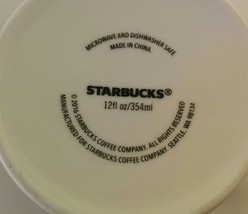 MICROWAVE AND DISHWASHER SAFE
MADE IN CHINA
STARBUCKS®
12fl oz/354ml
© 2016 STARBUCKS COFFEE COMPANY. ALL RIGHTS RESERVED
MANUFACTURED FOR STARBUCKS COFFEE COMPANY. SEATTLE, WA 98134